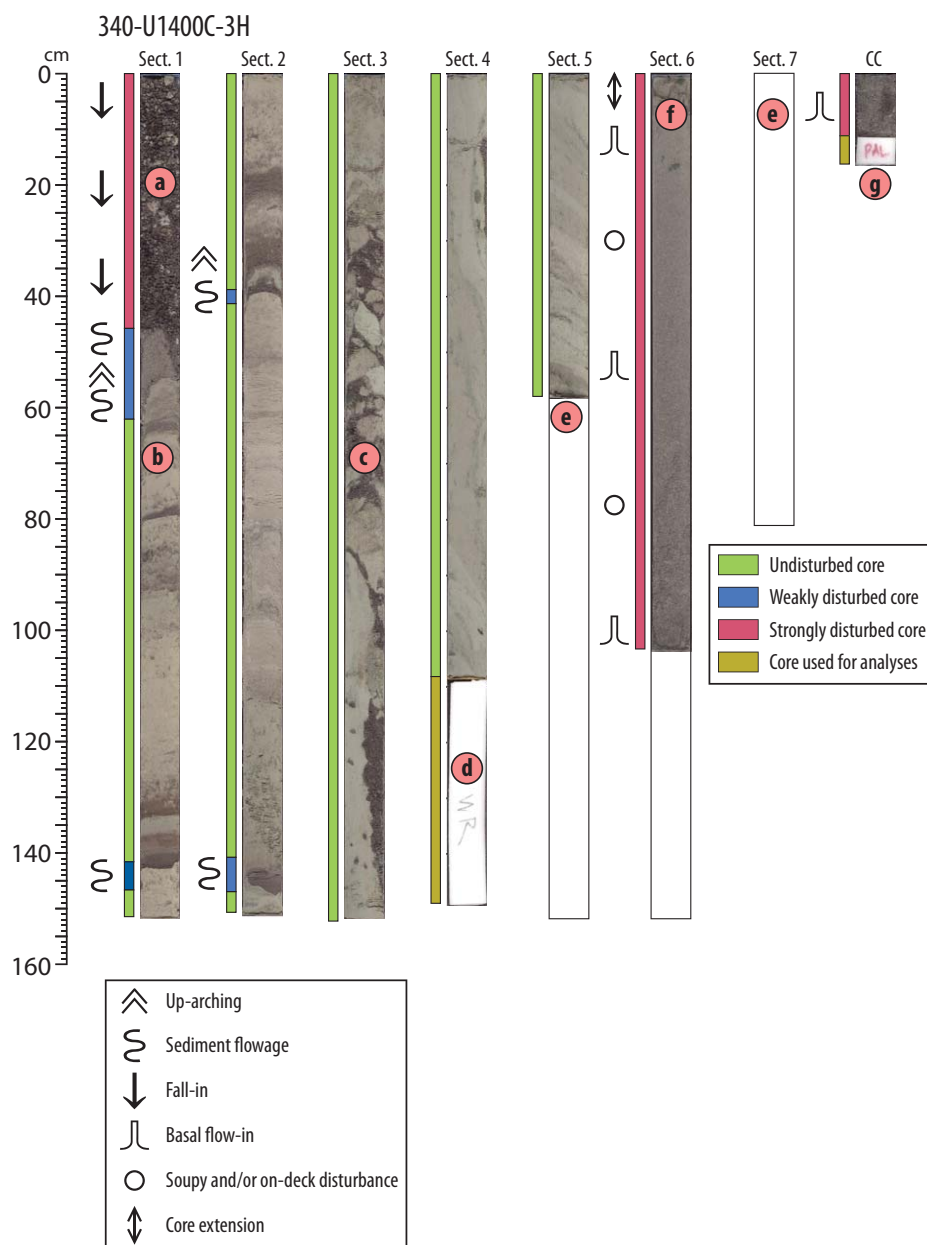 340-U1400C-3H
cm Sect. 1 Sect. 2 Sect. 3 Sect. 4 Sect. 5 Sect. 6 Sect. 7 CC
0
e
f
PAL
a
g
20
40
e
60
b
c
80
Undisturbed core
Weakly disturbed core
100
Strongly disturbed core
Core used for analyses
120
d
WR
140
160
Up-arching
Sediment flowage
Fall-in
Basal flow-in
Soupy and/or on-deck disturbance
Core extension